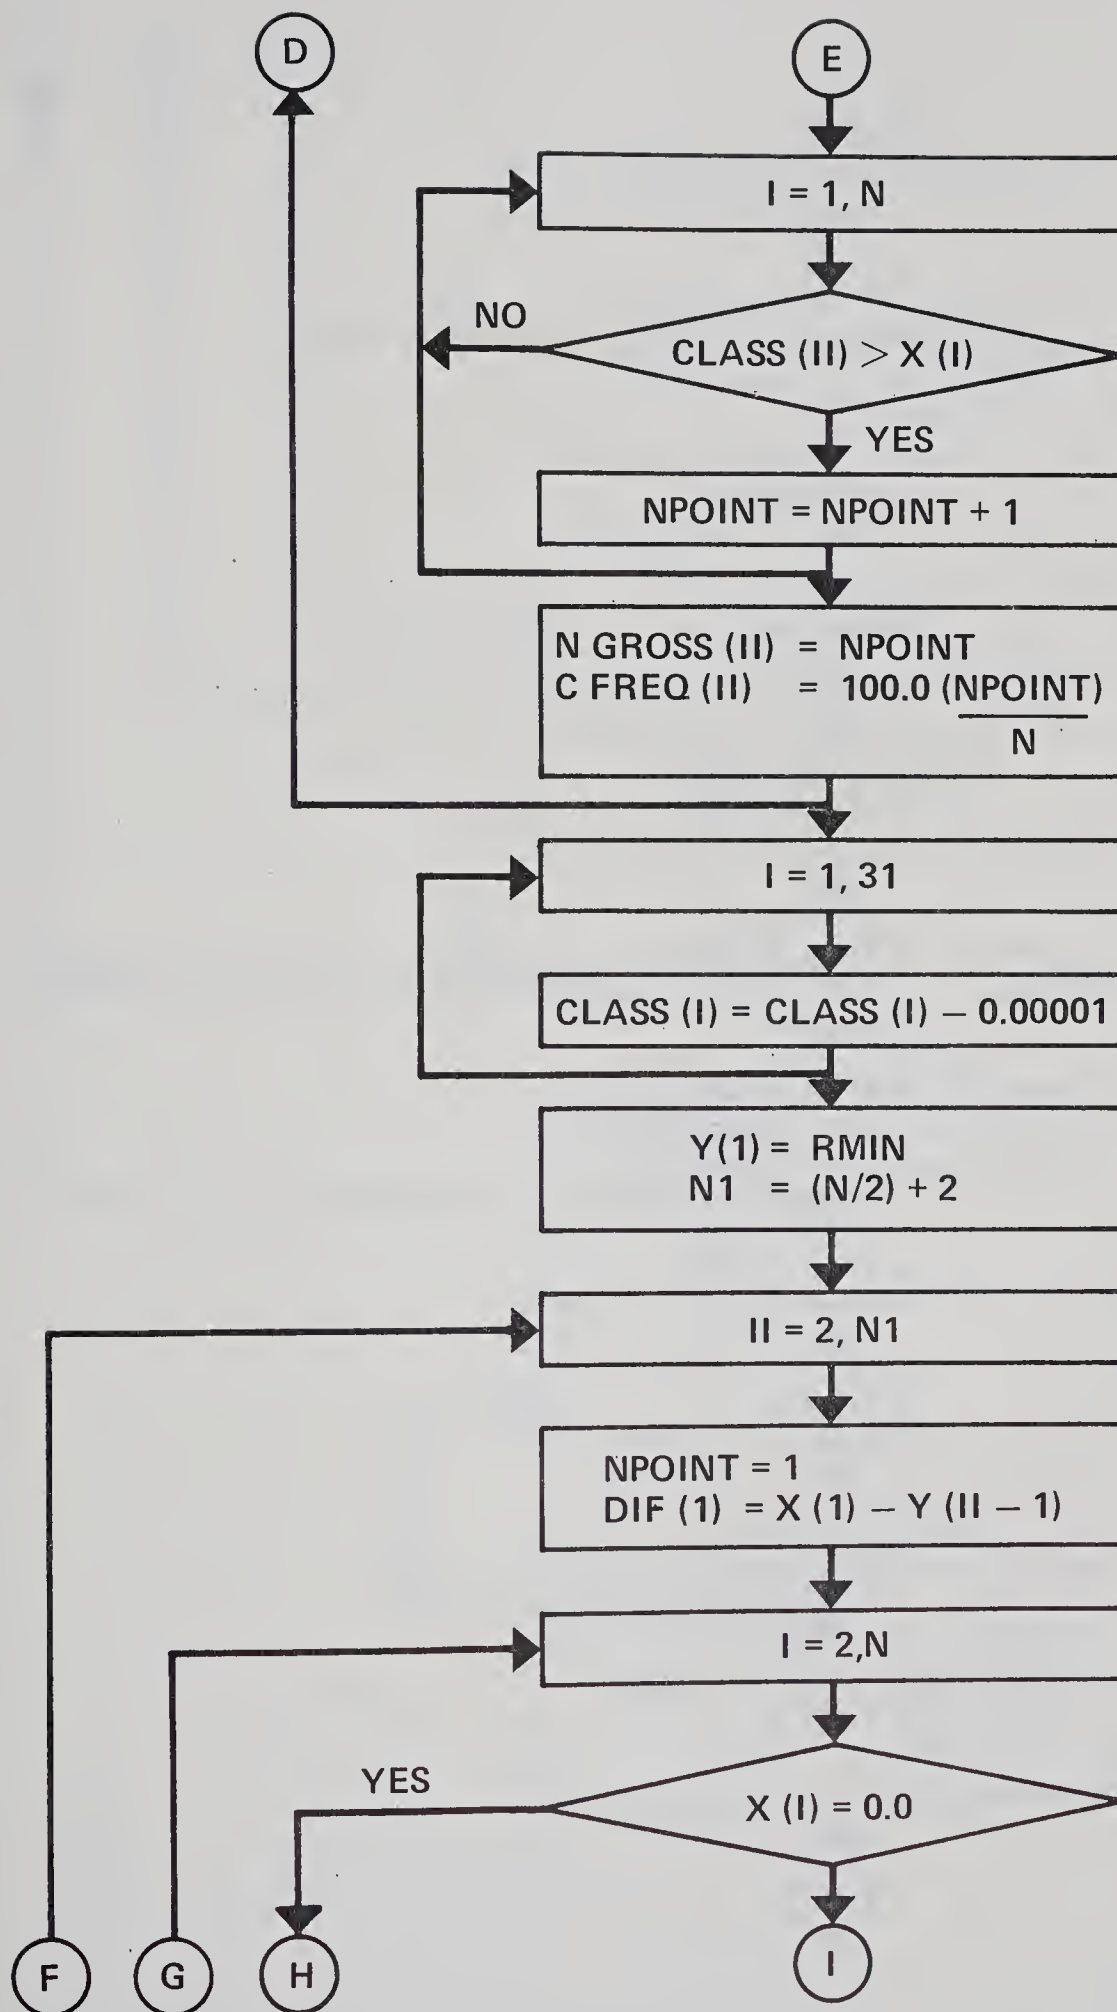 D
E
I = 1, N
NO
CLASS (II) > X (I)
YES
NPOINT = NPOINT + 1
N GROSS (II) = NPOINT
C FREQ (II) = 100.0 (NPOINT)
N
I = 1, 31
CLASS (I) = CLASS (I) – 0.00001
Y(1) = RMIN
N1 = (N/2) + 2
II = 2, N1
NPOINT = 1
DIF (1) = X (1) – Y (II – 1)
I = 2,N
YES
X (I) = 0.0
F
G
H
I